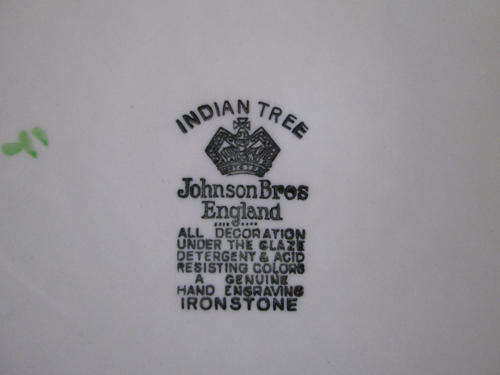 INDIAN TREE
Johnson Bros
England
ALL DECORATION
UNDER THE GLAZE
DETERGENT & ACID
RESISTING COLORS
A GENUINE
HAND ENGRAVING
IRONSTONE